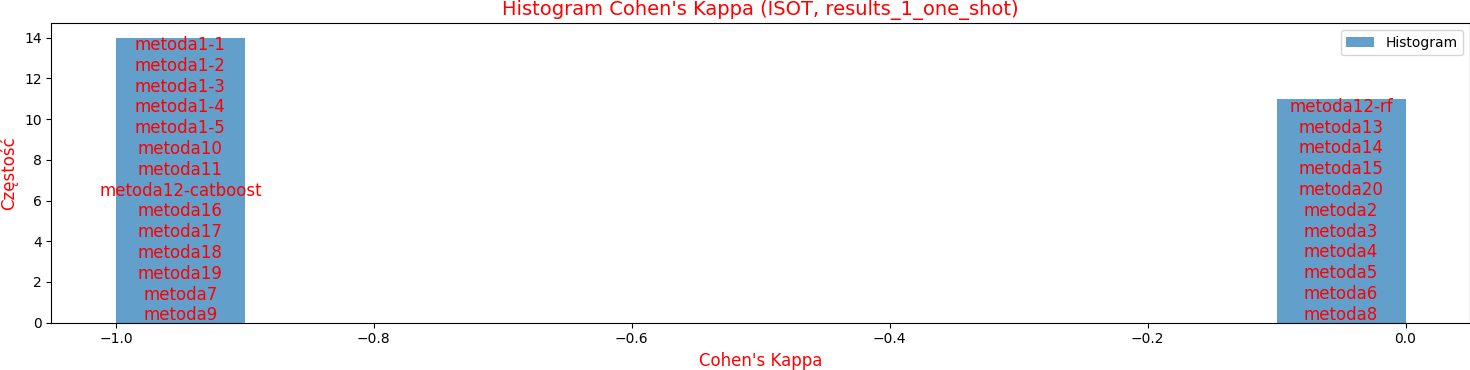 Histogram Cohen's Kappa (ISOT, results_1_one_shot)
Histogram
Częstość
14
12
10
8
6
4
2
0
metoda1-1
metoda1-2
metoda1-3
metoda1-4
metoda1-5
metoda10
metoda11
metoda12-catboost
metoda16
metoda17
metoda18
metoda19
metoda7
metoda9
metoda12-rf
metoda13
metoda14
metoda15
metoda20
metoda2
metoda3
metoda4
metoda5
metoda6
metoda8
−1.0 −0.8 −0.6 −0.4 −0.2 0.0
Cohen's Kappa